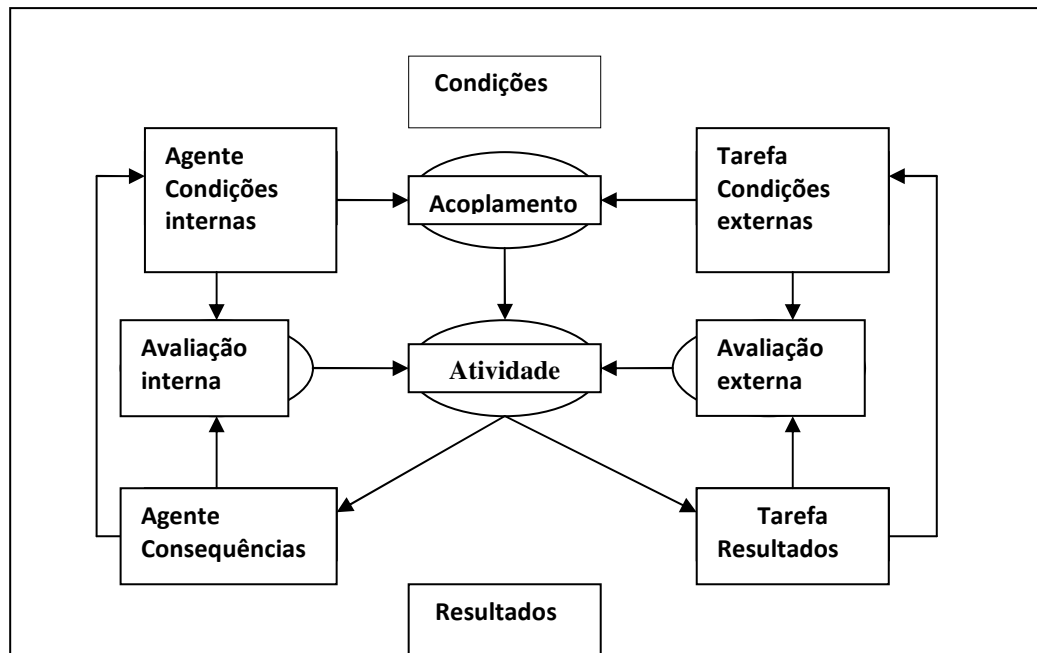 Condições
Agente
Condições
internas
Acoplamento
Tarefa
Condições
externas
Avaliação
interna
Atividade
Avaliação
externa
Agente
Consequências
Tarefa
Resultados
Resultados